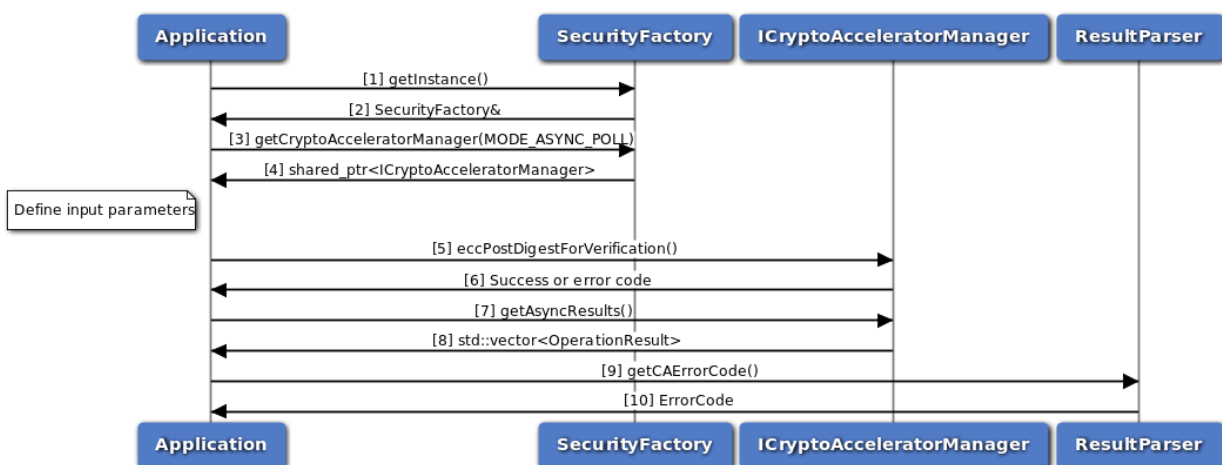 Application SecurityFactory ICryptoAcceleratorManager ResultParser
[1] getInstance()
[2] SecurityFactory&
[3] getCryptoAcceleratorManager(MODE_ASYNC_POLL)
[4] shared_ptr<ICryptoAcceleratorManager>
Define input parameters
[5] eccPostDigestForVerification()
[6] Success or error code
[7] getAsyncResults()
[8] std::vector<OperationResult>
[9] getCAErrorCode()
[10] ErrorCode
Application SecurityFactory ICryptoAcceleratorManager ResultParser